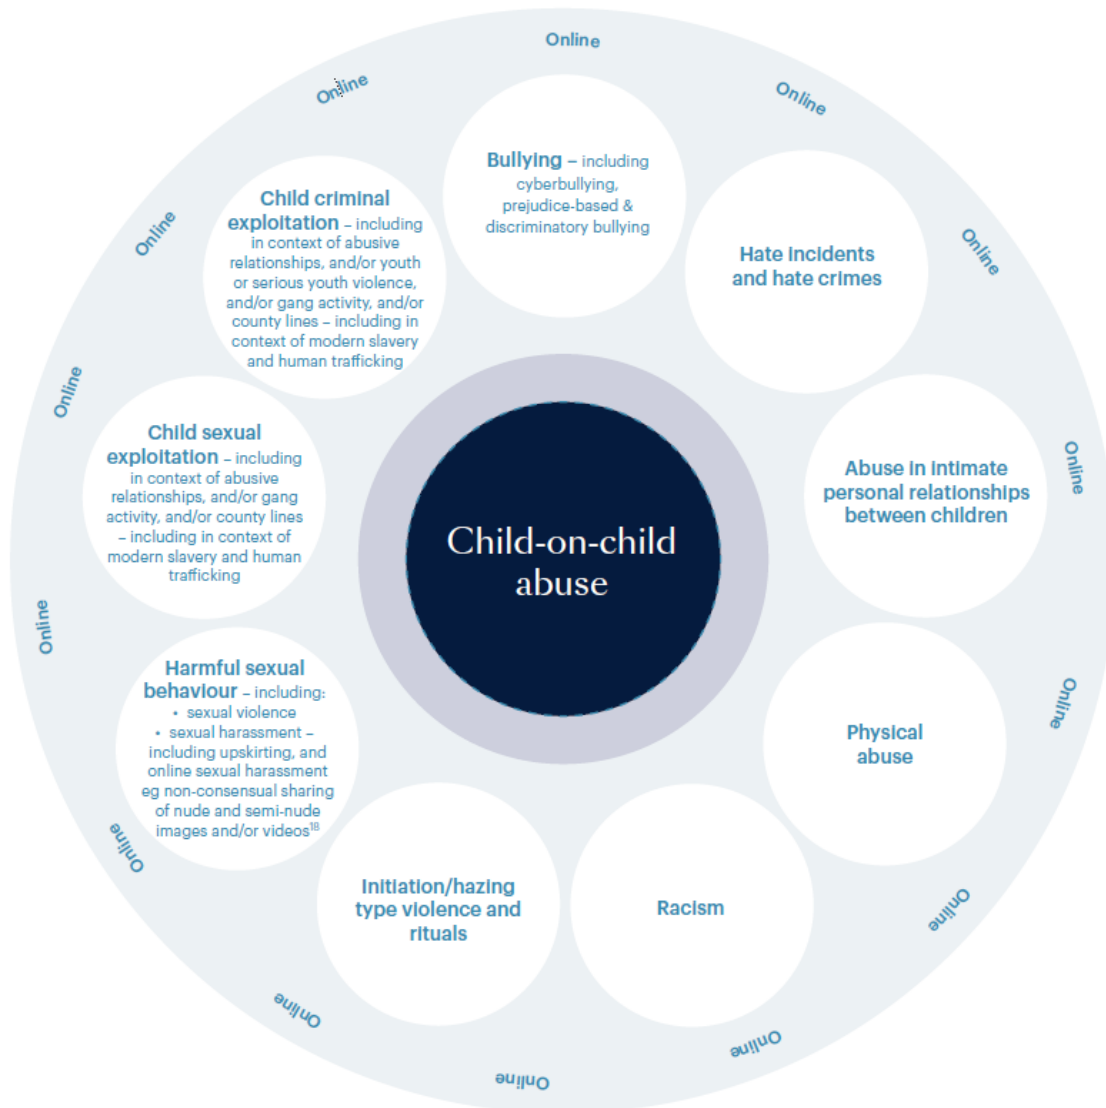 Online
Online
Online
Online
Online
Online
Online
Online
Online
Online
Online
Online
Online
Online
Bullying – including
cyberbullying,
prejudice-based &
discriminatory bullying
Hate incidents
and hate crimes
Abuse in intimate
personal relationships
between children
Physical
abuse
Racism
Initiation/hazing
type violence and
rituals
Harmful sexual
behaviour – including:
• sexual violence
• sexual harassment –
including upskirting, and
online sexual harassment
eg non-consensual sharing
of nude and semi-nude
images and/or videos18
Child sexual
exploitation – including
in context of abusive
relationships, and/or gang
activity, and/or county lines
– including in context of
modern slavery and human
trafficking
Child criminal
exploitation – including
in context of abusive
relationships, and/or youth
or serious youth violence,
and/or gang activity, and/or
county lines – including in
context of modern slavery
and human trafficking
Child-on-child
abuse